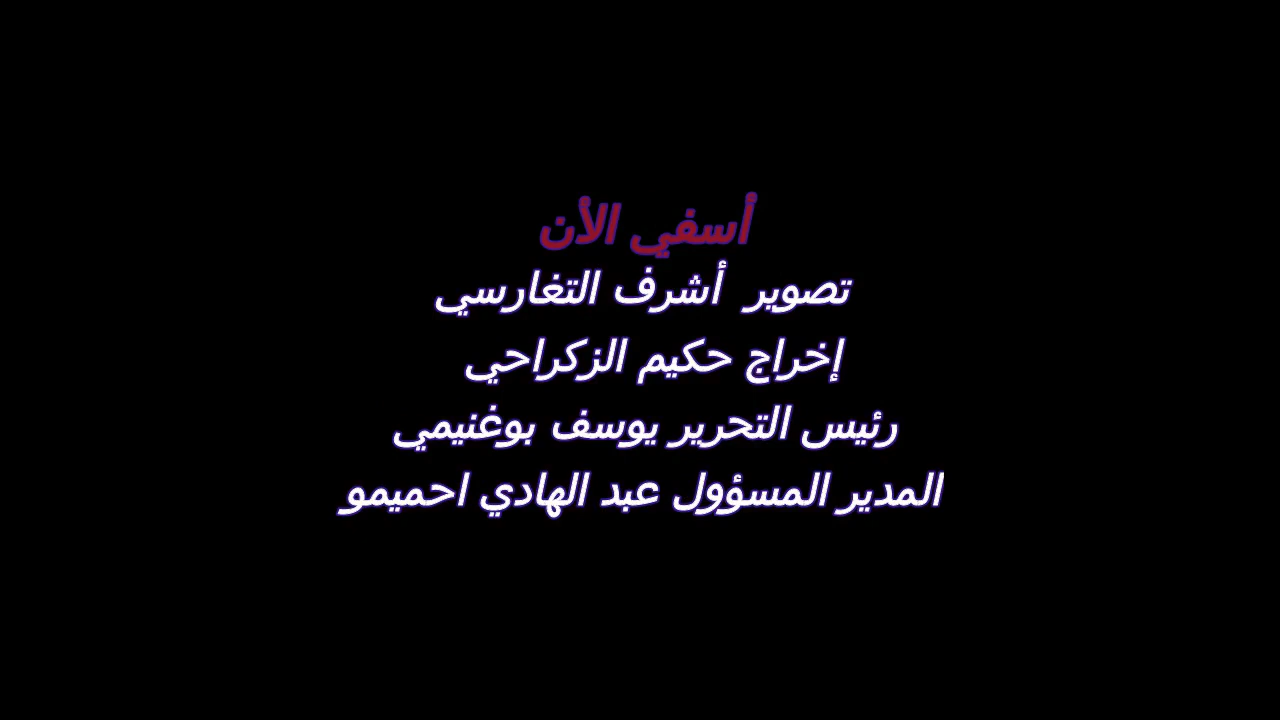 أسفي الأن
تصوير  أشرف التغارسي
إخراج حكيم الزكراحي
رئيس التحرير يوسف بوغنيمي
المدير المسؤول عبد الهادي احميمو